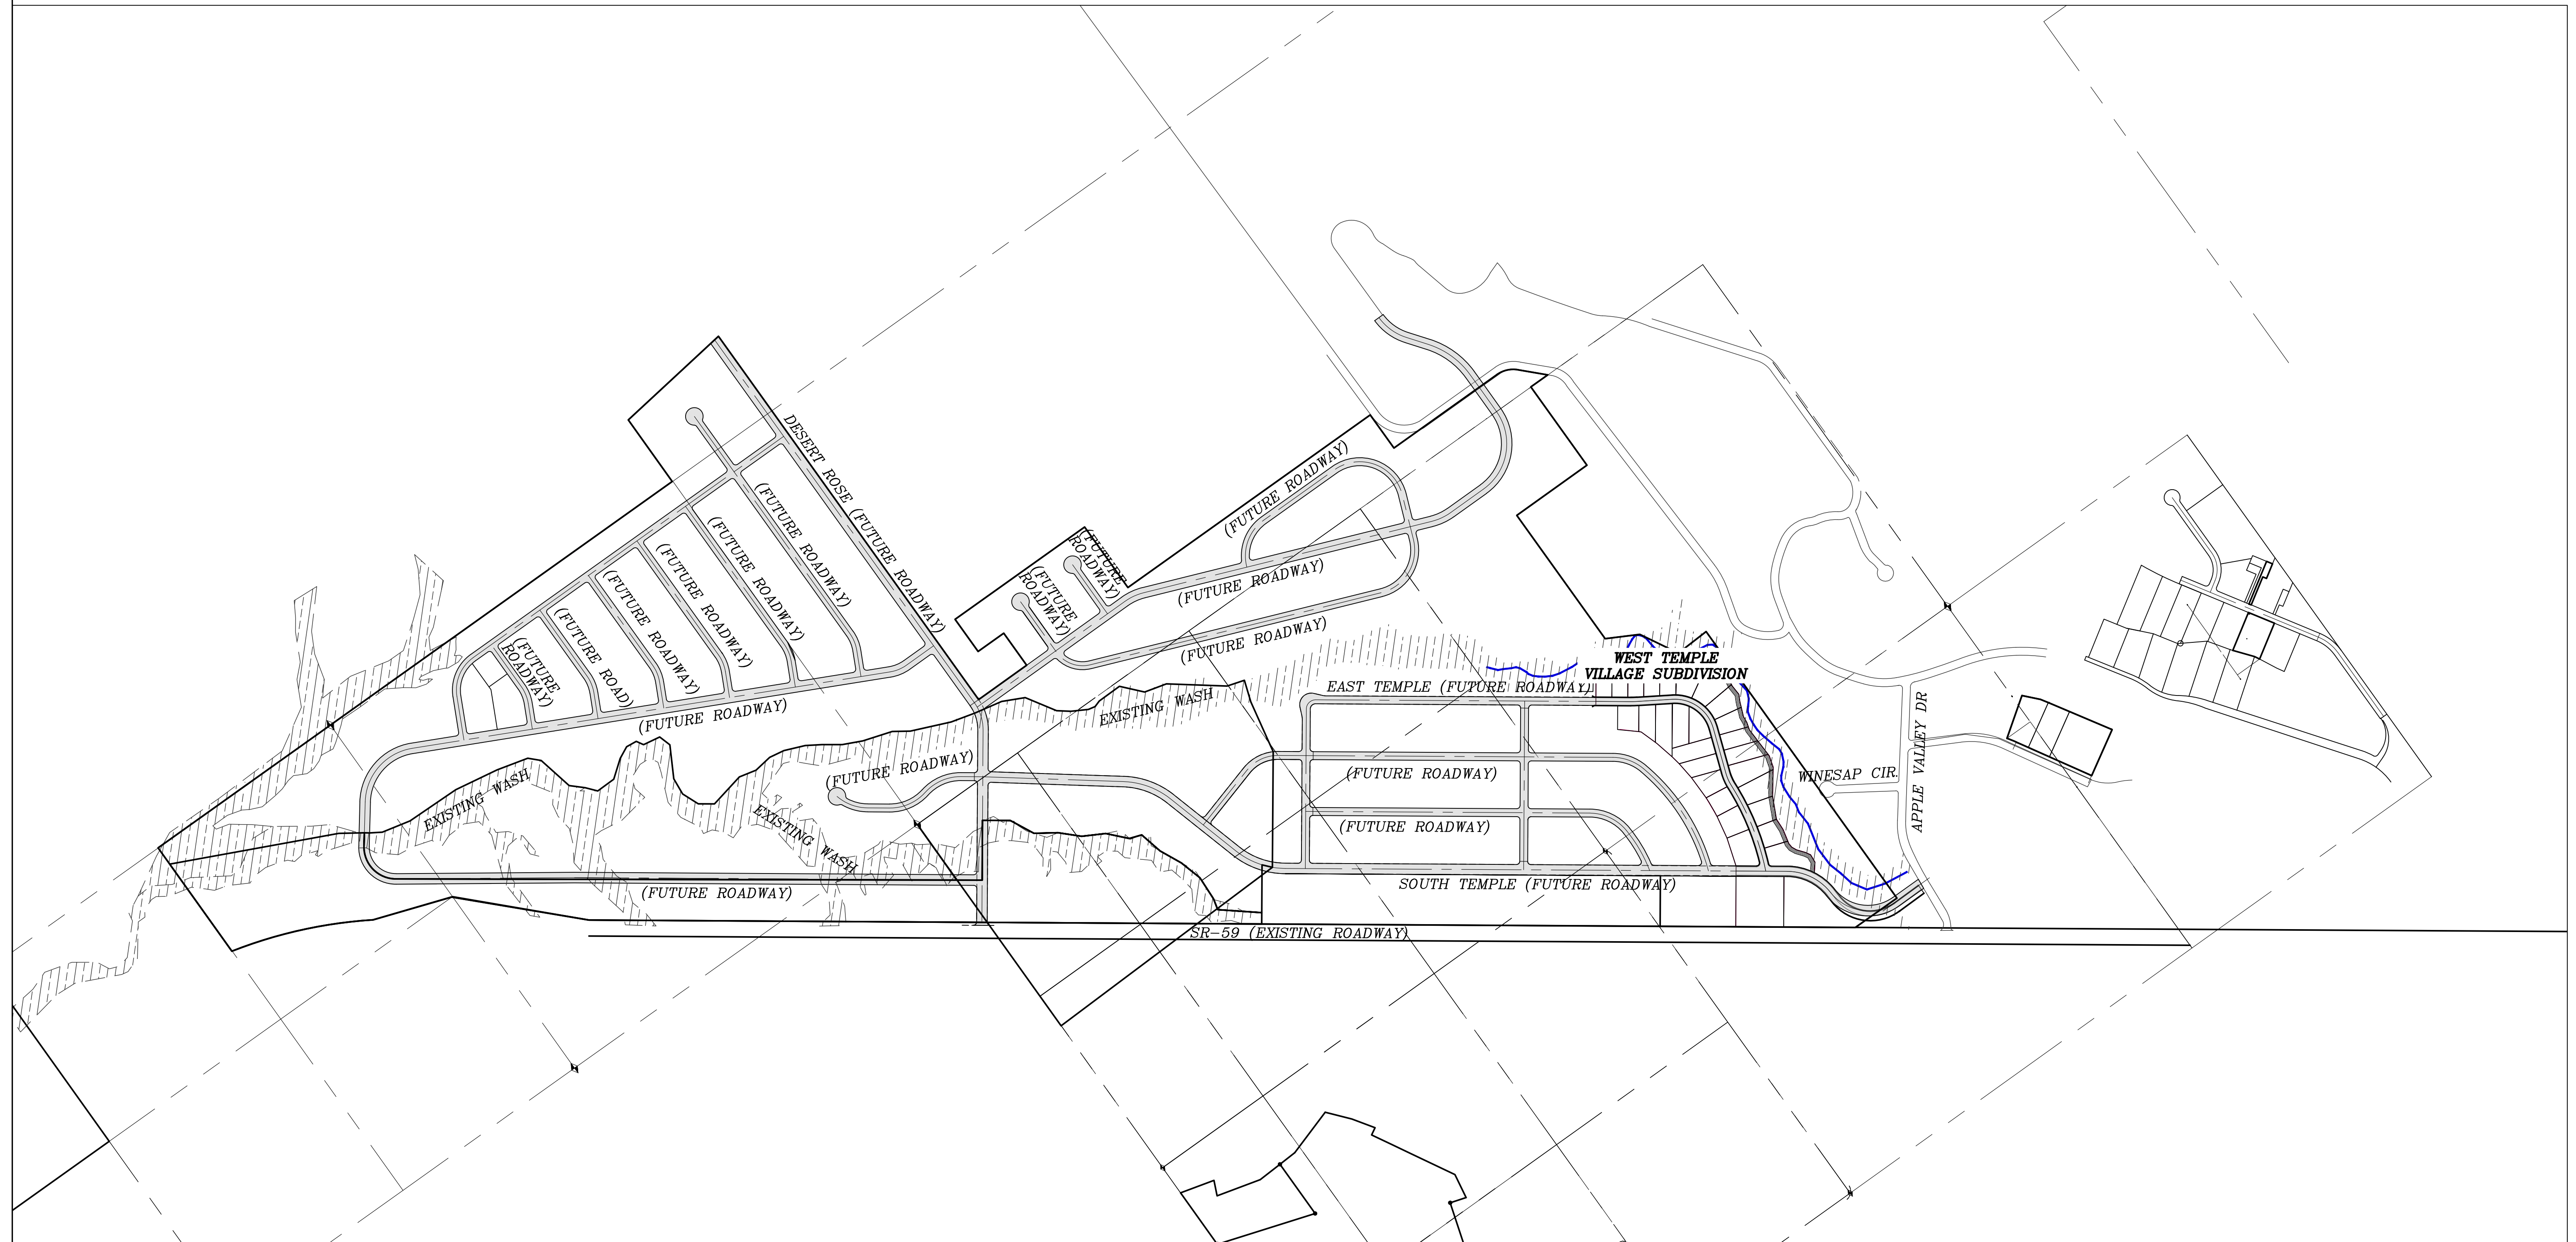 DESERT ROSE (FUTURE ROADWAY)
(FUTURE ROADWAY)
(FUTURE ROADWAY)
(FUTURE ROADWAY)
(FUTURE ROADWAY)
(FUTURE ROAD)
(FUTURE
ROADWAY)
(FUTURE ROADWAY)
(FUTURE
ROADWAY)
(FUTURE
ROADWAY)
(FUTURE ROADWAY)
(FUTURE ROADWAY)
(FUTURE ROADWAY)
WEST TEMPLE
VILLAGE SUBDIVISION
EAST TEMPLE (FUTURE ROADWAY)
EXISTING WASH
(FUTURE ROADWAY)
(FUTURE ROADWAY)
WINESAP CIR.
APPLE VALLEY DR
EXISTING WASH
EXISTING WASH
(FUTURE ROADWAY)
(FUTURE ROADWAY)
SOUTH TEMPLE (FUTURE ROADWAY)
SR-59 (EXISTING ROADWAY)